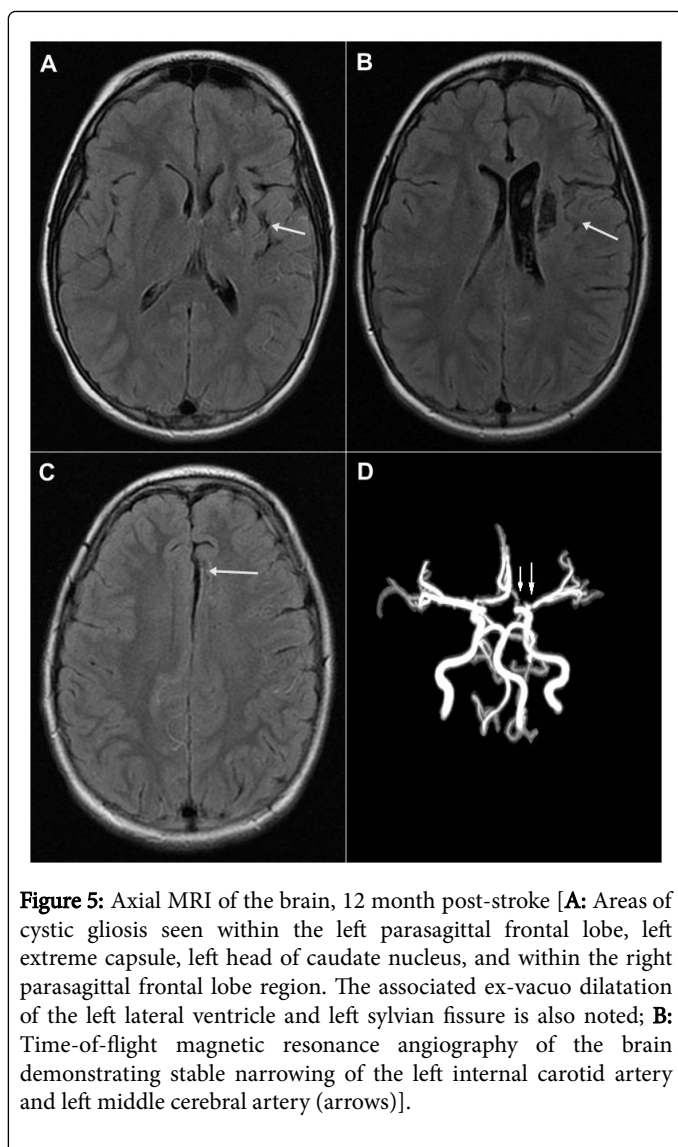 A
B
C
D
Figure 5: Axial MRI of the brain, 12 month post-stroke [A: Areas of
cystic gliosis seen within the left parasagittal frontal lobe, left
extreme capsule, left head of caudate nucleus, and within the right
parasagittal frontal lobe region. The associated ex-vacuo dilatation
of the left lateral ventricle and left sylvian fissure is also noted; B:
Time-of-flight magnetic resonance angiography of the brain
demonstrating stable narrowing of the left internal carotid artery
and left middle cerebral artery (arrows)].